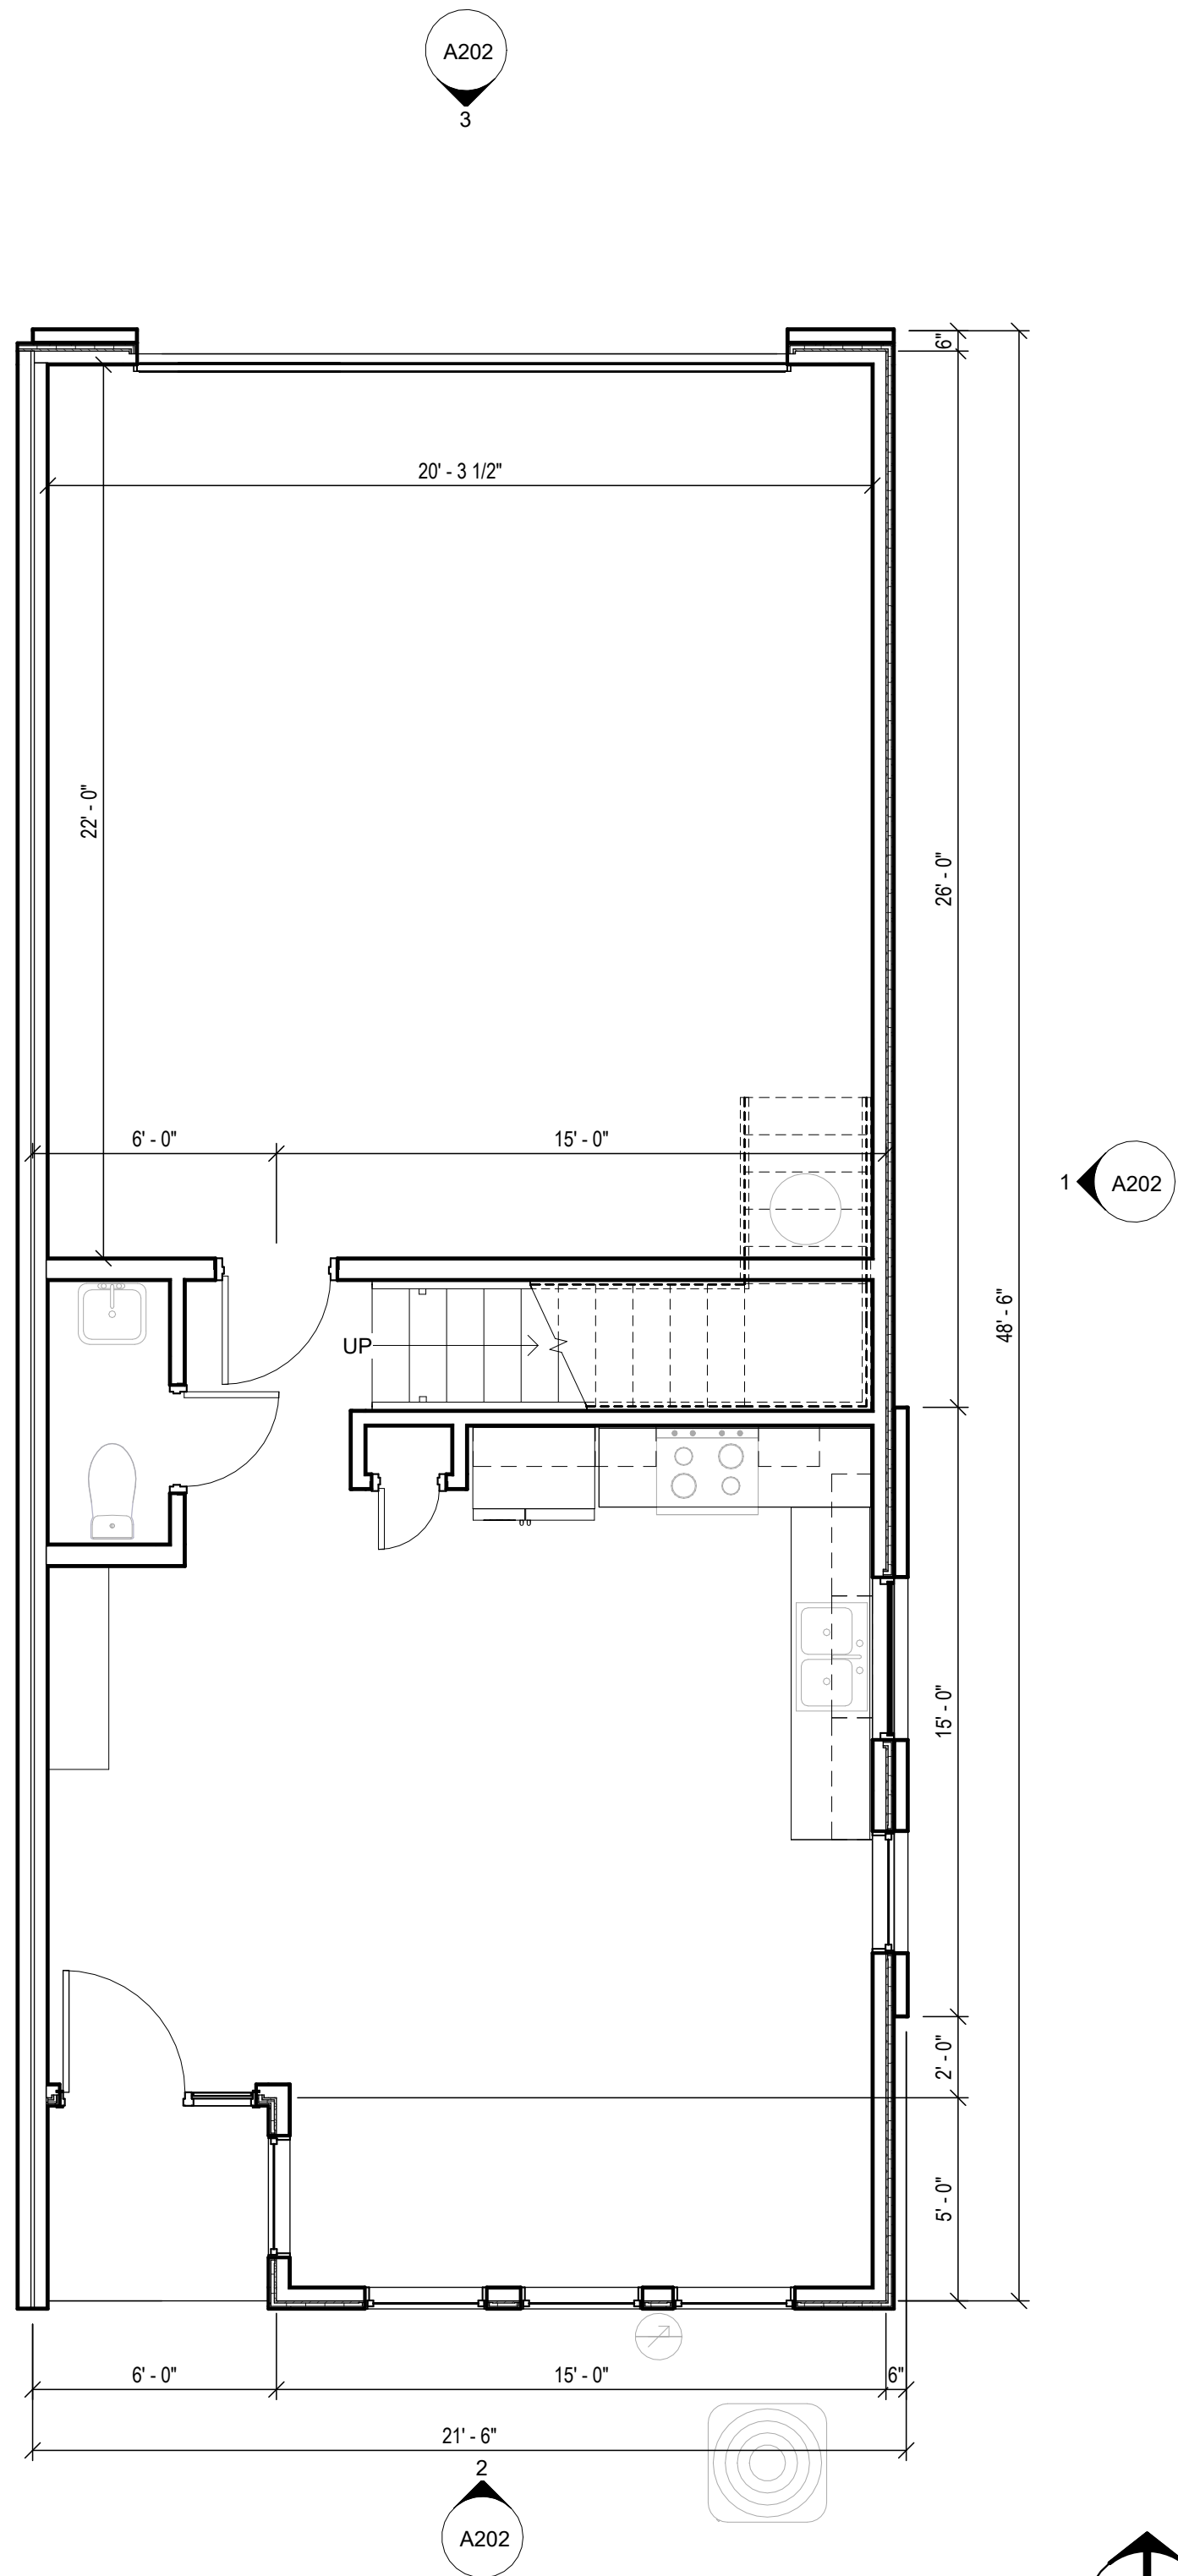 A202
3
6"
20' - 3 1/2"
22' - 0"
26' - 0"
6' - 0"
15' - 0"
1
A202
48' - 6"
UP
15' - 0"
2' - 0"
5' - 0"
6' - 0"
15' - 0"
6"
21' - 6"
2
A202